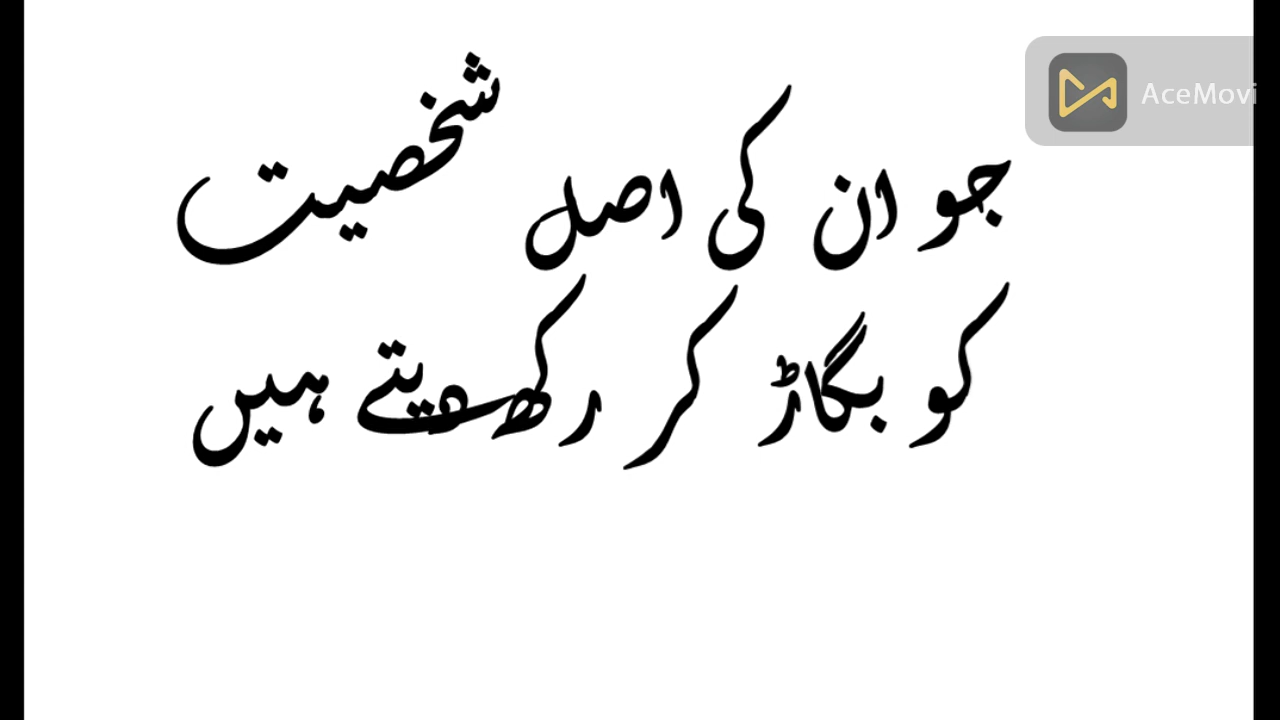 AceMovi
جو ان کی اصل شخصیت
کو بگاڑ کر رکھ دیتے ہیں